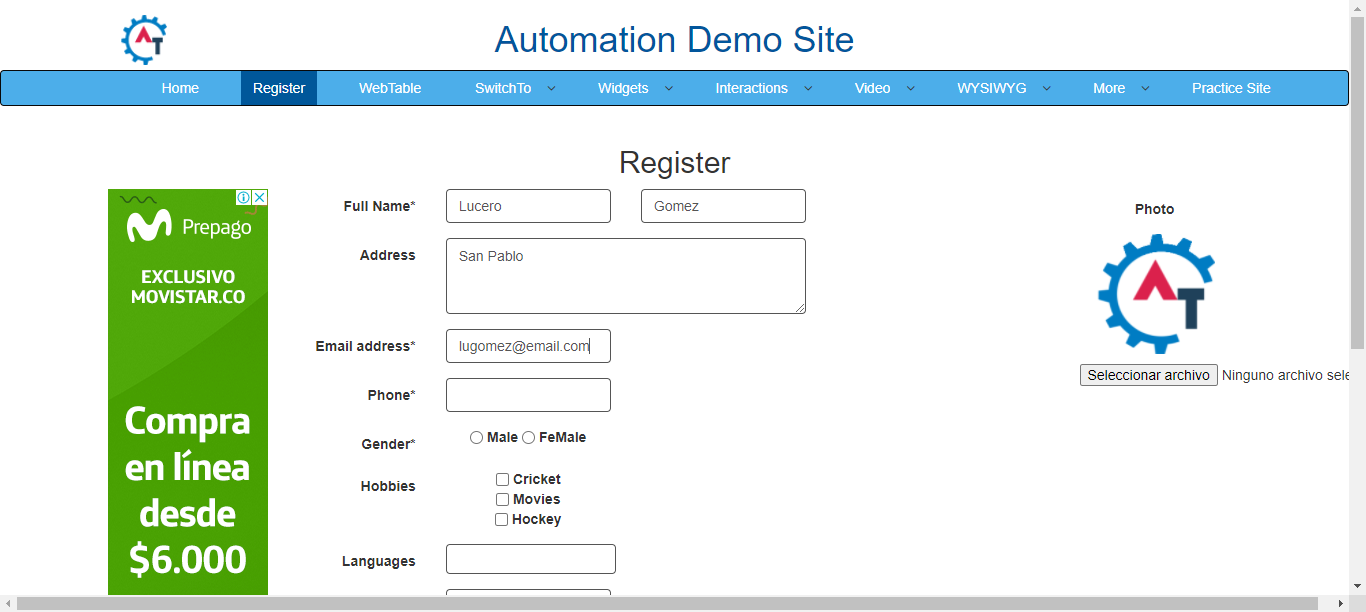 AT
Automation Demo Site
Home Register WebTable SwitchTo Widgets Interactions Video WYSIWYG More Practice Site
Register
Prepago
EXCLUSIVO
MOVISTAR.CO
Compra
en línea
desde
$6.000
Full Name* Lucero Gomez
Address San Pablo
Email address* lugomez@email.com
Phone*
Gender* Male FeMale
Hobbies Cricket
Movies
Hockey
Languages
Photo
AT
Seleccionar archivo Ninguno archivo sele